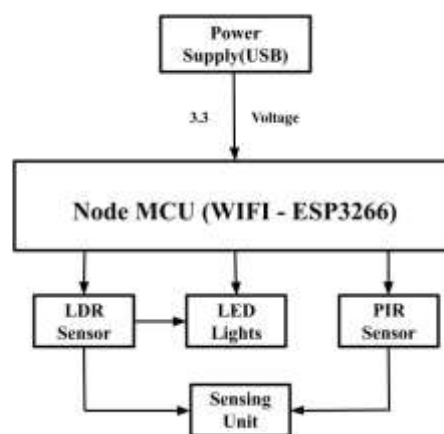 Power
Supply(USB)
3.3 Voltage
Node MCU (WIFI - ESP3266)
LDR
Sensor
LED
Lights
PIR
Sensor
Sensing
Unit